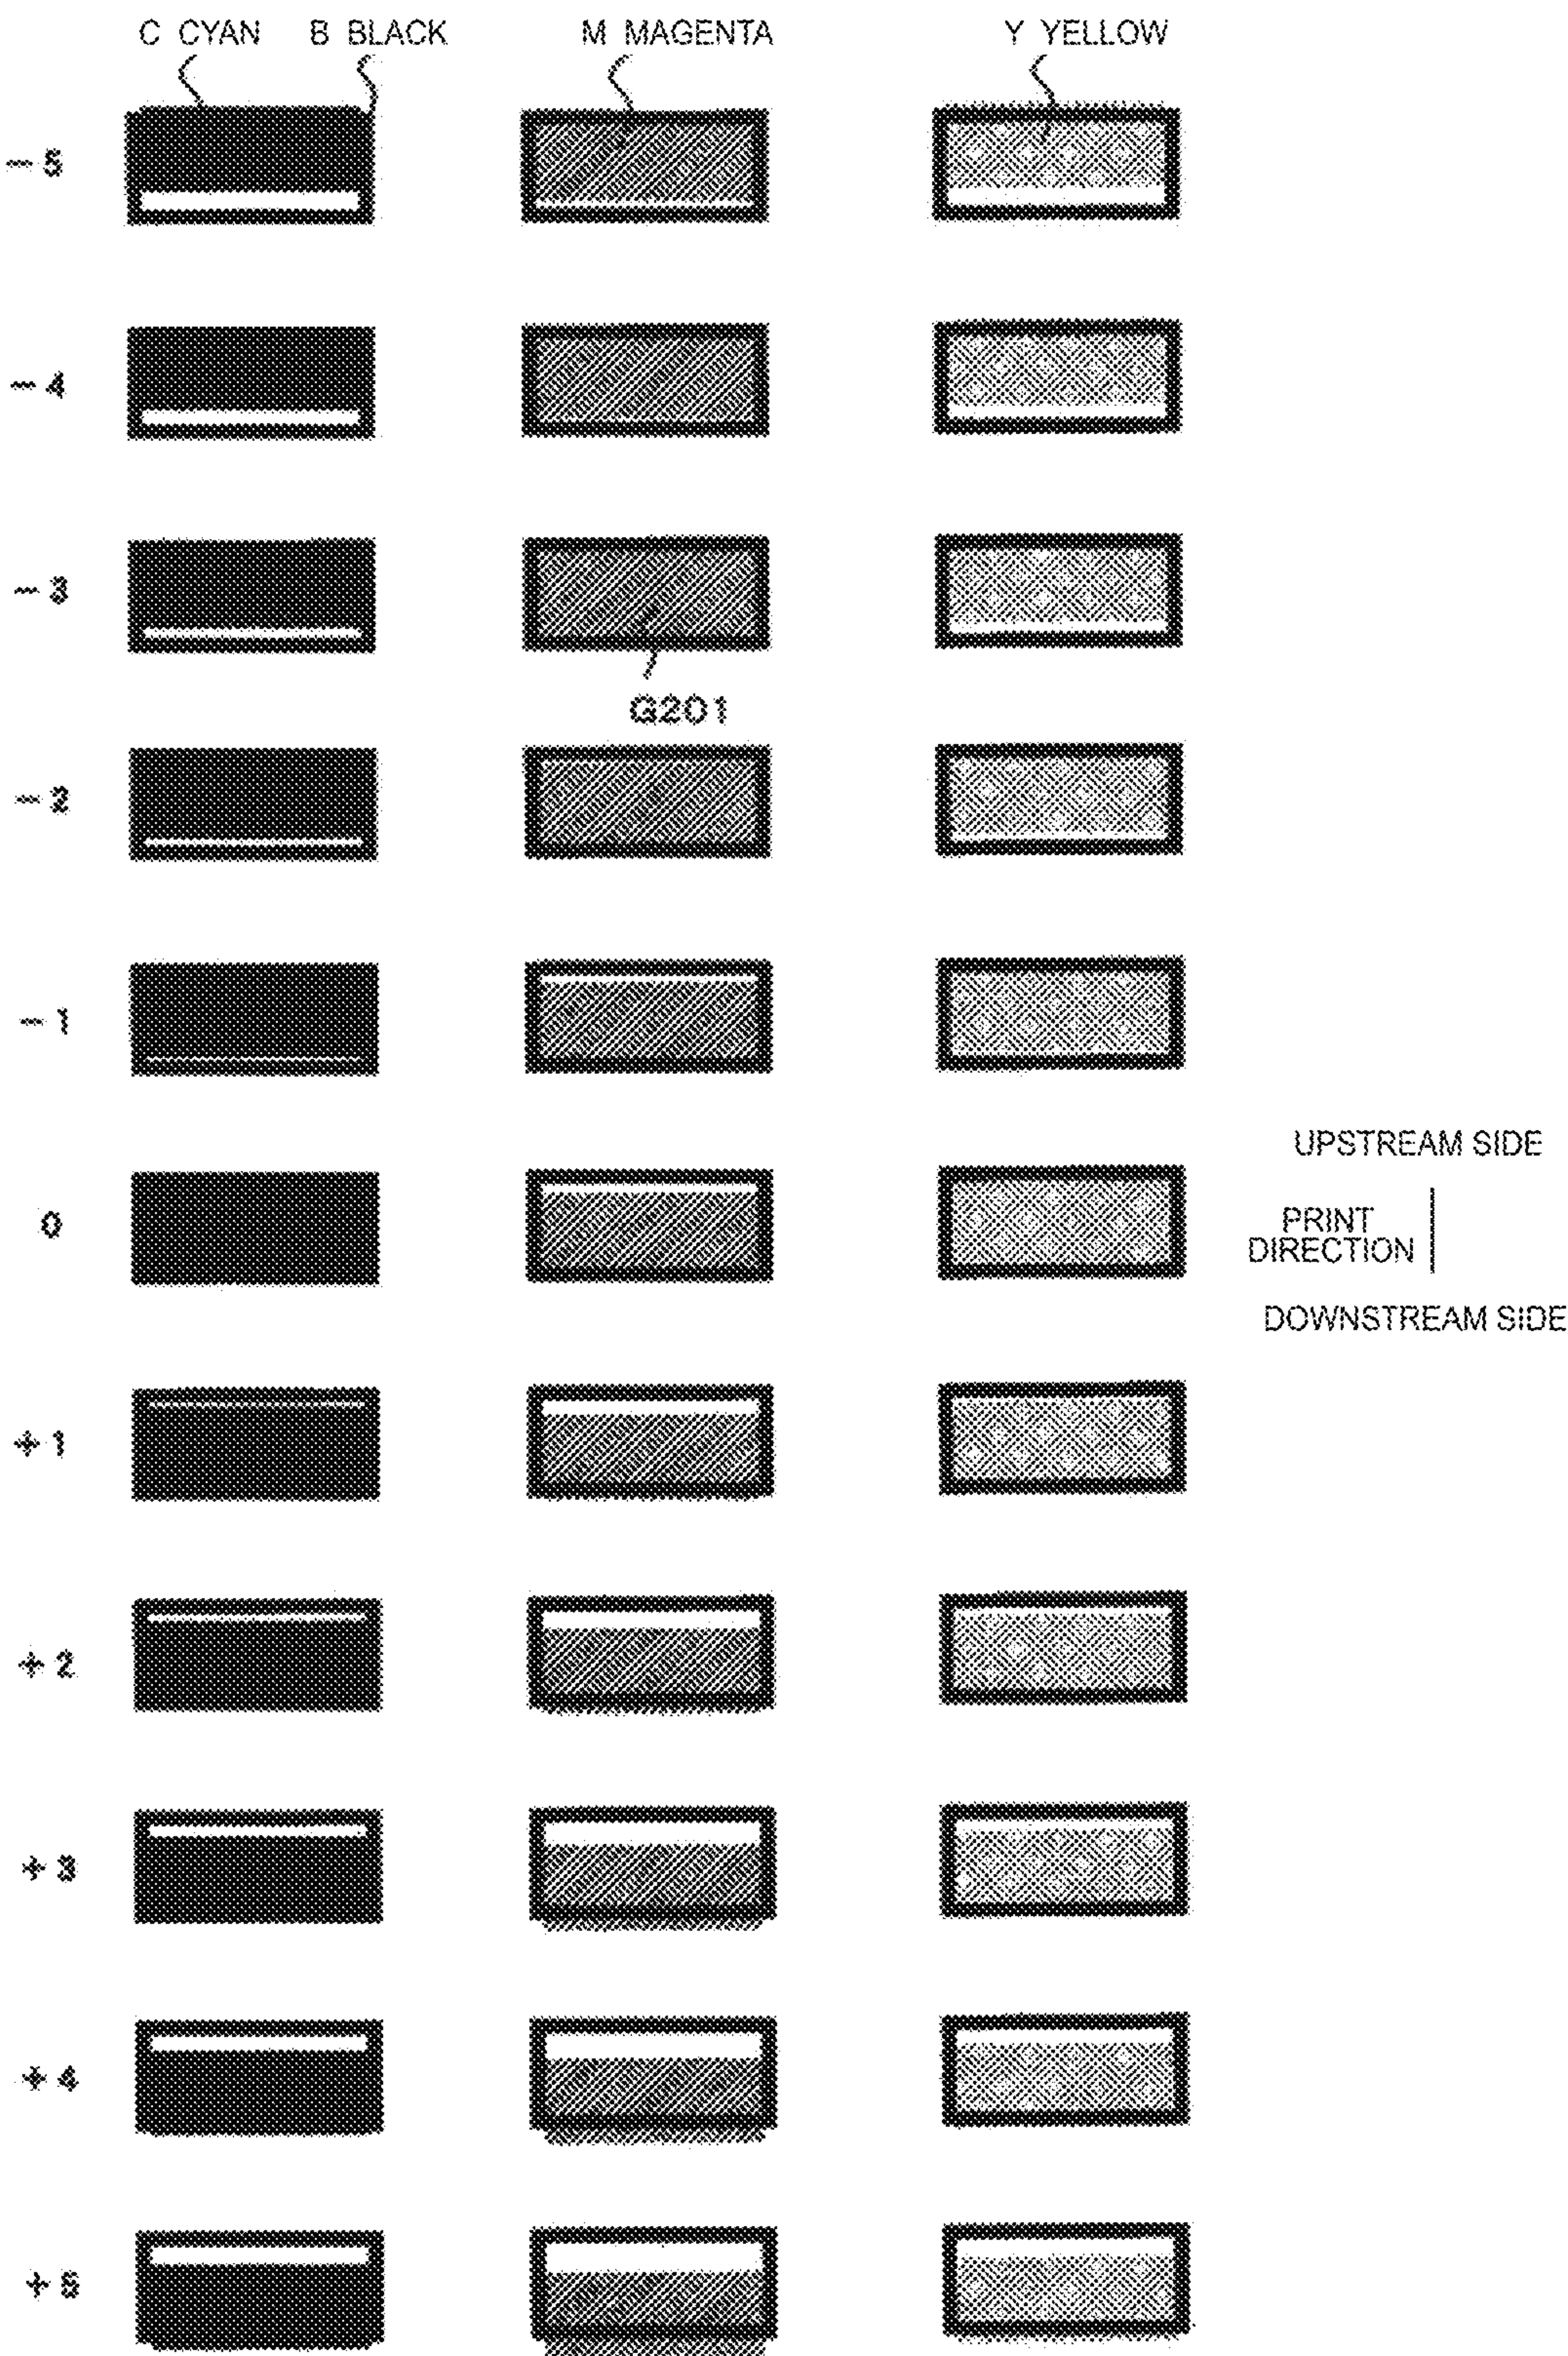 C CYAN B BLACK M MAGENTA Y YELLOW
− 5
− 4
− 3
G201
− 2
− 1
UPSTREAM SIDE
0
PRINT
DIRECTION
DOWNSTREAM SIDE
+ 1
+ 2
+ 3
+ 4
+ 5